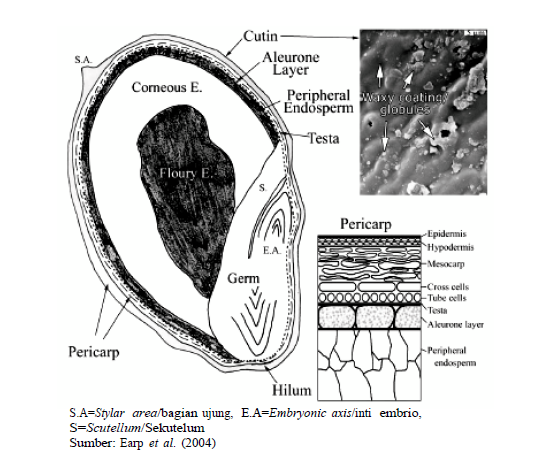 Cutin
S.A.
Aleurone
Layer
Corneous E.
Peripheral
Endosperm
Testa
Floury E.
S.
E.A.
Germ
Pericarp
Hilum
Waxy coating/
globules
Pericarp
Epidermis
Hypodermis
Mesocarp
Cross cells
Tube cells
Testa
Aleurone layer
Peripheral
endosperm
S.A=Stylar area/bagian ujung, E.A=Embryonic axis/inti embrio,
S=Scutellum/Sekutelum
Sumber: Earp et al. (2004)